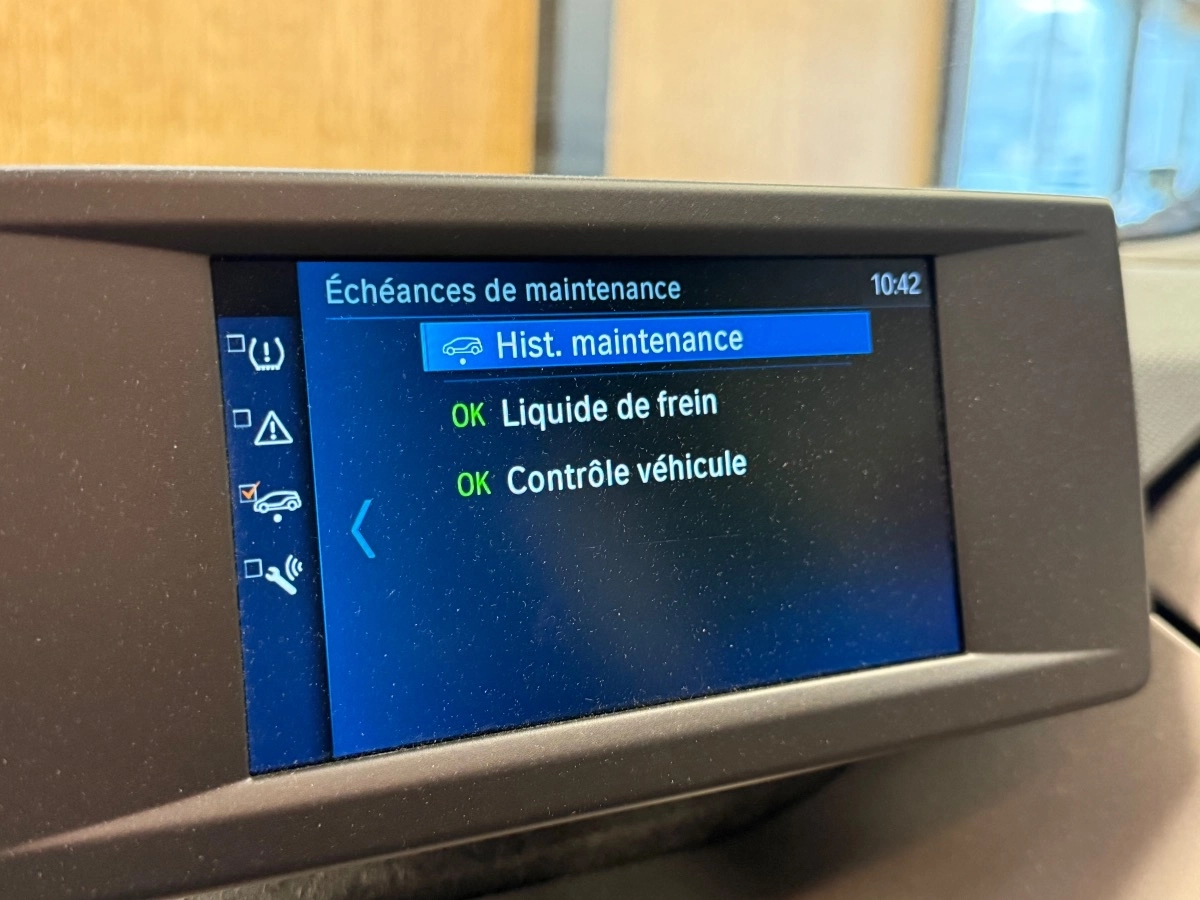 Échéances de maintenance 10:42
Hist. maintenance
OK Liquide de frein
OK Contrôle véhicule